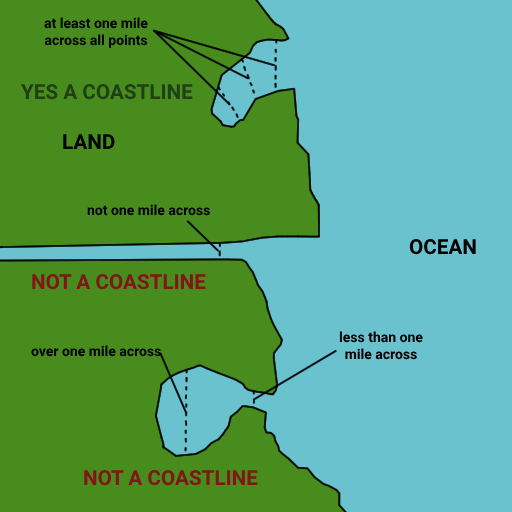 at least one mile
across all points
YES A COASTLINE
LAND
not one mile across
OCEAN
NOT A COASTLINE
less than one
mile across
over one mile across
NOT A COASTLINE